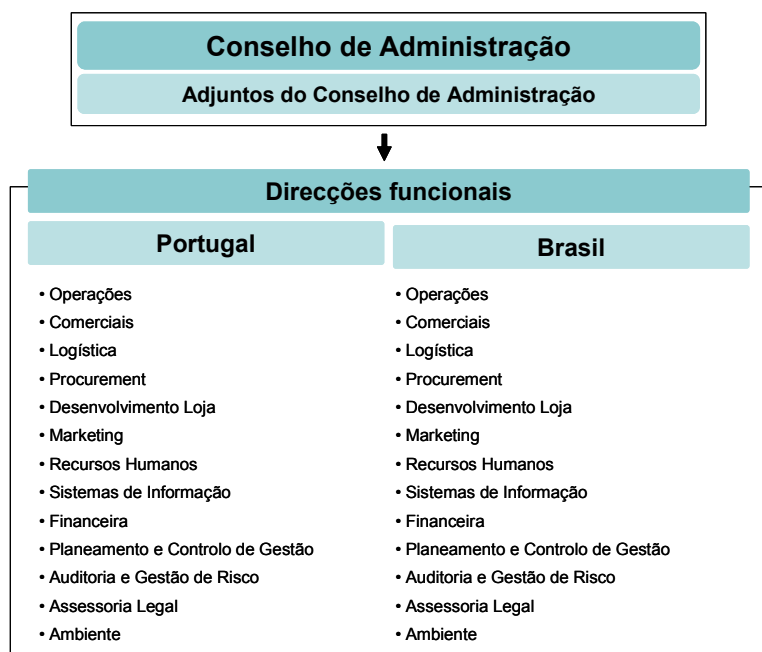 Conselho de Administração
Adjuntos do Conselho de Administração
Direcções funcionais
Portugal
• Operações
• Comerciais
• Logística
• Procurement
• Desenvolvimento Loja
• Marketing
• Recursos Humanos
• Sistemas de Informação
• Financeira
• Planeamento e Controlo de Gestão
• Auditoria e Gestão de Risco
• Assessoria Legal
• Ambiente
Brasil
• Operações
• Comerciais
• Logística
• Procurement
• Desenvolvimento Loja
• Marketing
• Recursos Humanos
• Sistemas de Informação
• Financeira
• Planeamento e Controlo de Gestão
• Auditoria e Gestão de Risco
• Assessoria Legal
• Ambiente